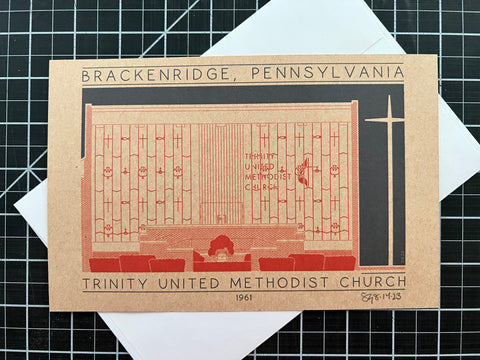 BRACKENRIDGE, PENNSYLVANIA
TRINITY
UNITED
METHODIST
CHURCH
TRINITY UNITED METHODIST CHURCH
1961